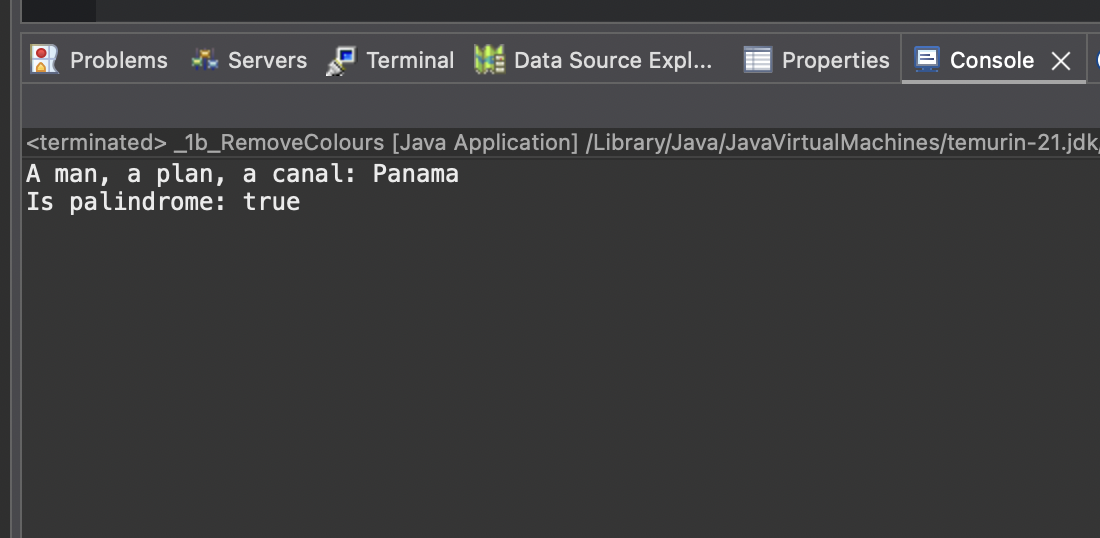 Problems Servers Terminal Data Source Expl... Properties Console
<terminated> _1b_RemoveColours [Java Application] /Library/Java/JavaVirtualMachines/temurin-21.jdk/
A man, a plan, a canal: Panama
Is palindrome: true